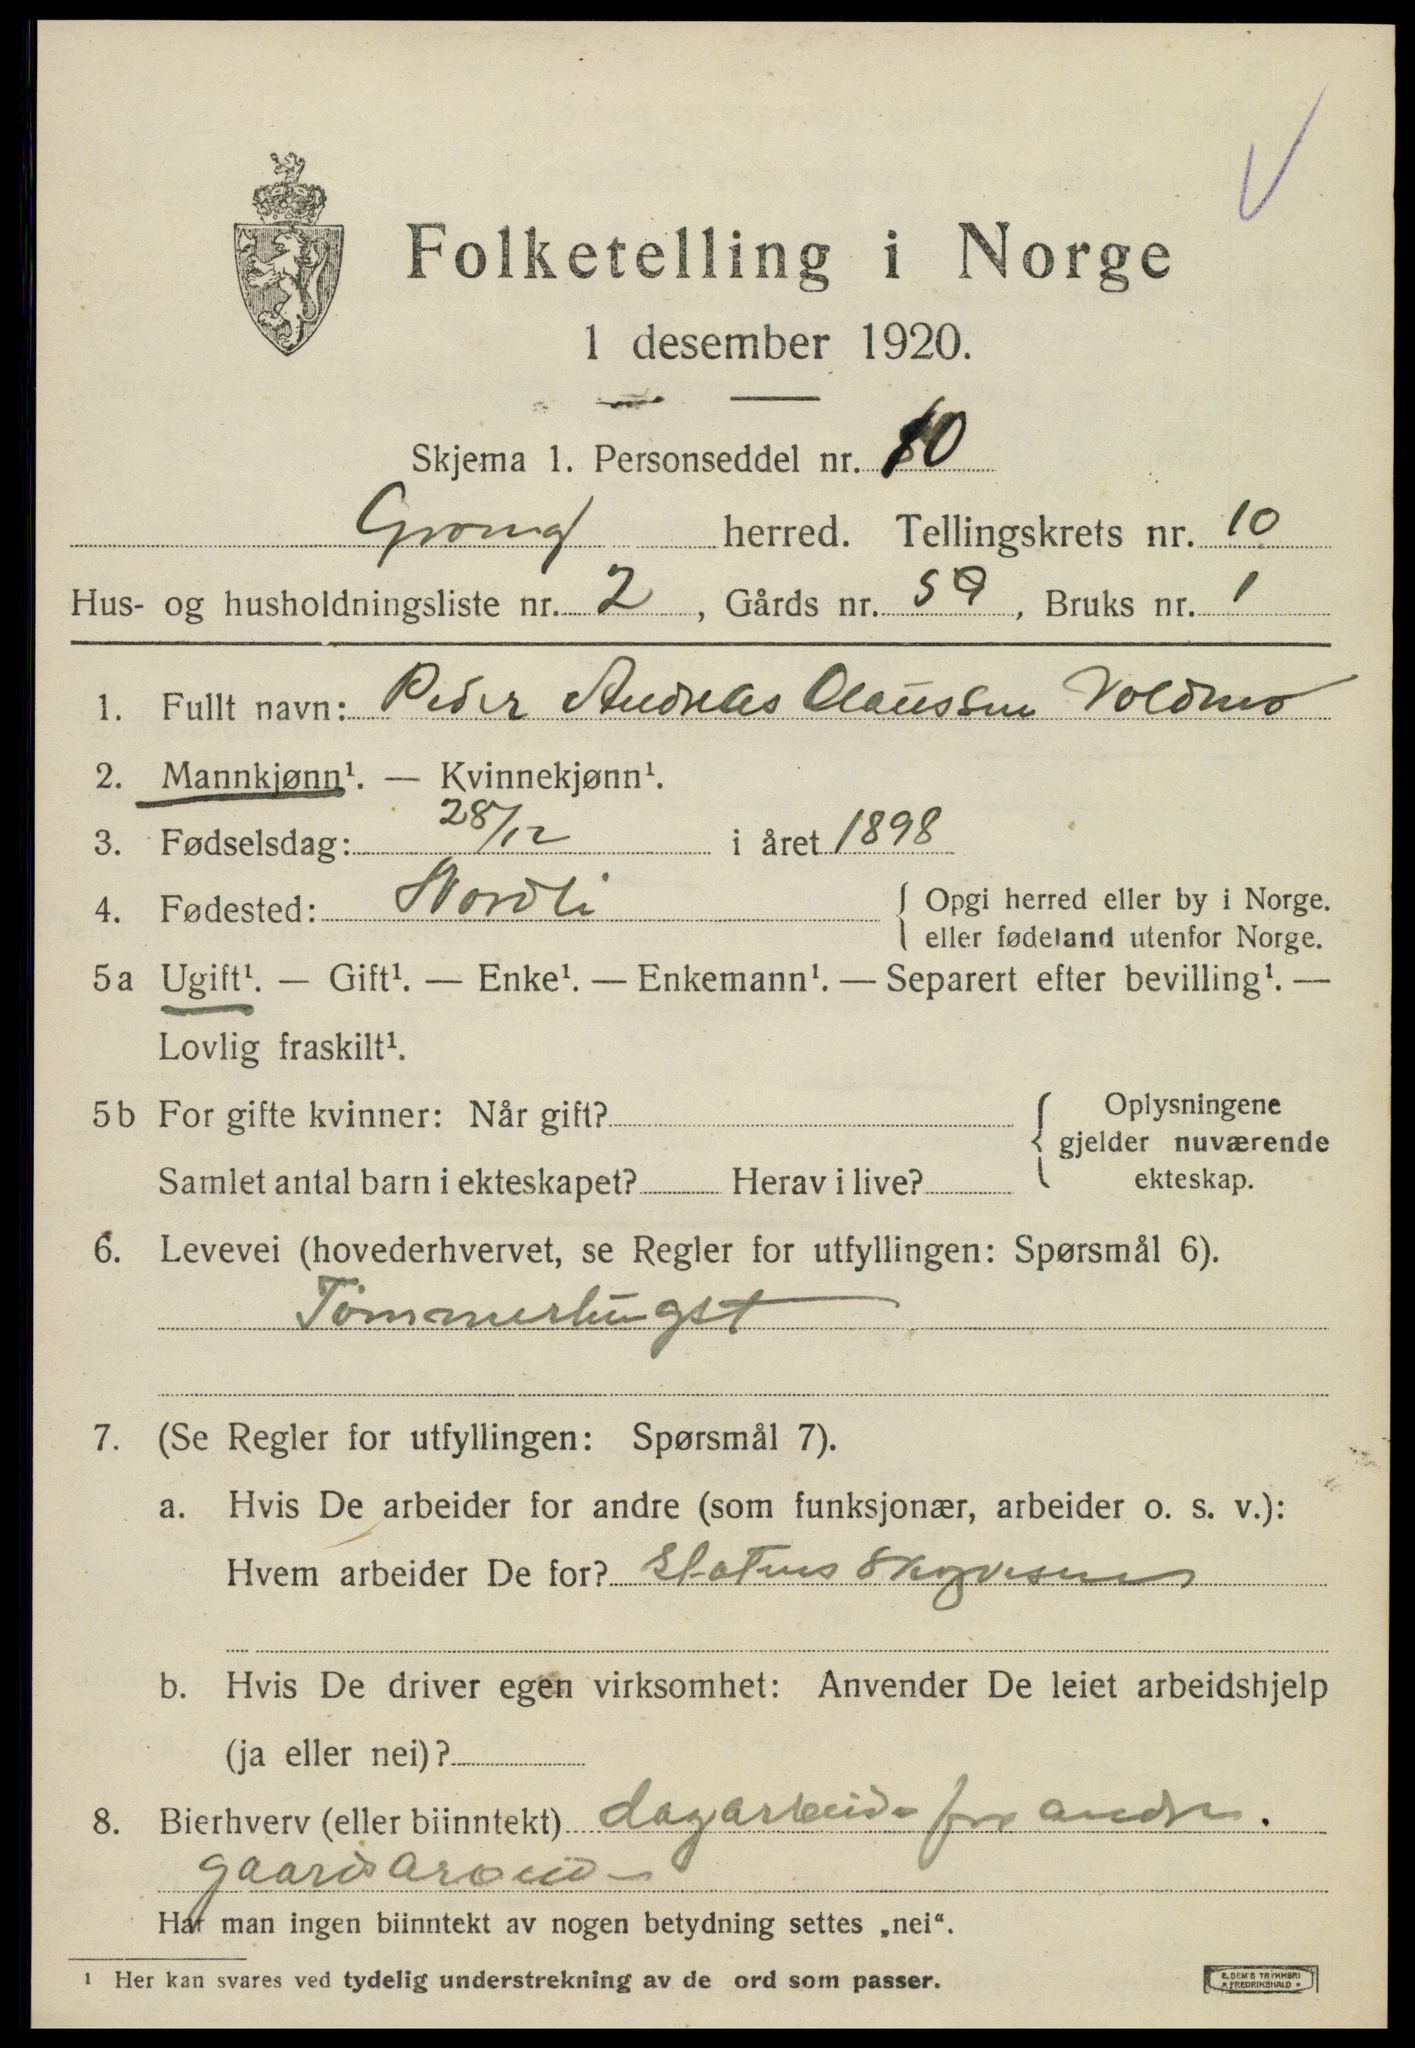 Folketelling i Norge
1 desember 1920.
Skjema 1. Personseddel nr. 10
Grong herred. Tellingskrets nr. 10
Hus- og husholdningsliste nr. 2, Gårds nr. 59, Bruks nr. 1
1. Fullt navn: Peder Andreas Olaussen Voldmo
2. Mannkjønn¹. — Kvinnekjønn¹.
3. Fødselsdag: 28/12 i året 1898
4. Fødested: Nordli { Opgi herred eller by i Norge.
eller fødeland utenfor Norge.
5a Ugift¹. — Gift¹. — Enke¹. — Enkemann¹. — Separert efter bevilling¹. —
Lovlig fraskilt¹.
5b For gifte kvinner: Når gift? { Oplysningene
gjelder nuværende
Samlet antal barn i ekteskapet? Herav i live? ekteskap.
6. Levevei (hovederhvervet, se Regler for utfyllingen: Spørsmål 6).
Tømmerhugst
7. (Se Regler for utfyllingen: Spørsmål 7).
a. Hvis De arbeider for andre (som funksjonær, arbeider o. s. v.):
Hvem arbeider De for? Statens Skogvesen
b. Hvis De driver egen virksomhet: Anvender De leiet arbeidshjelp
(ja eller nei)?
8. Bierhverv (eller biinntekt) dagarbeide for andre.
gaardsarbeide
Har man ingen biinntekt av nogen betydning settes „nei“.
¹ Her kan svares ved tydelig understrekning av de ord som passer.
E. SEM'S TRYKKERI
• FREDRIKSHALD •